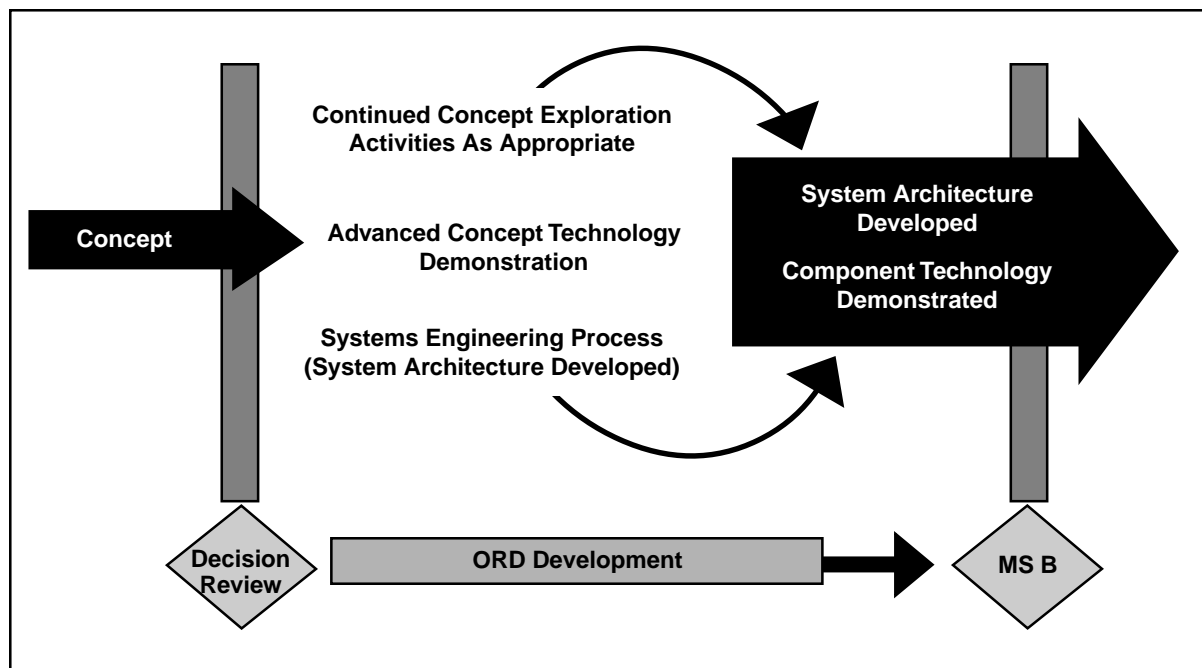 Continued Concept Exploration
Activities As Appropriate
Concept
Advanced Concept Technology
Demonstration
Systems Engineering Process
(System Architecture Developed)
System Architecture
Developed
Component Technology
Demonstrated
Decision
Review
ORD Development
MS B